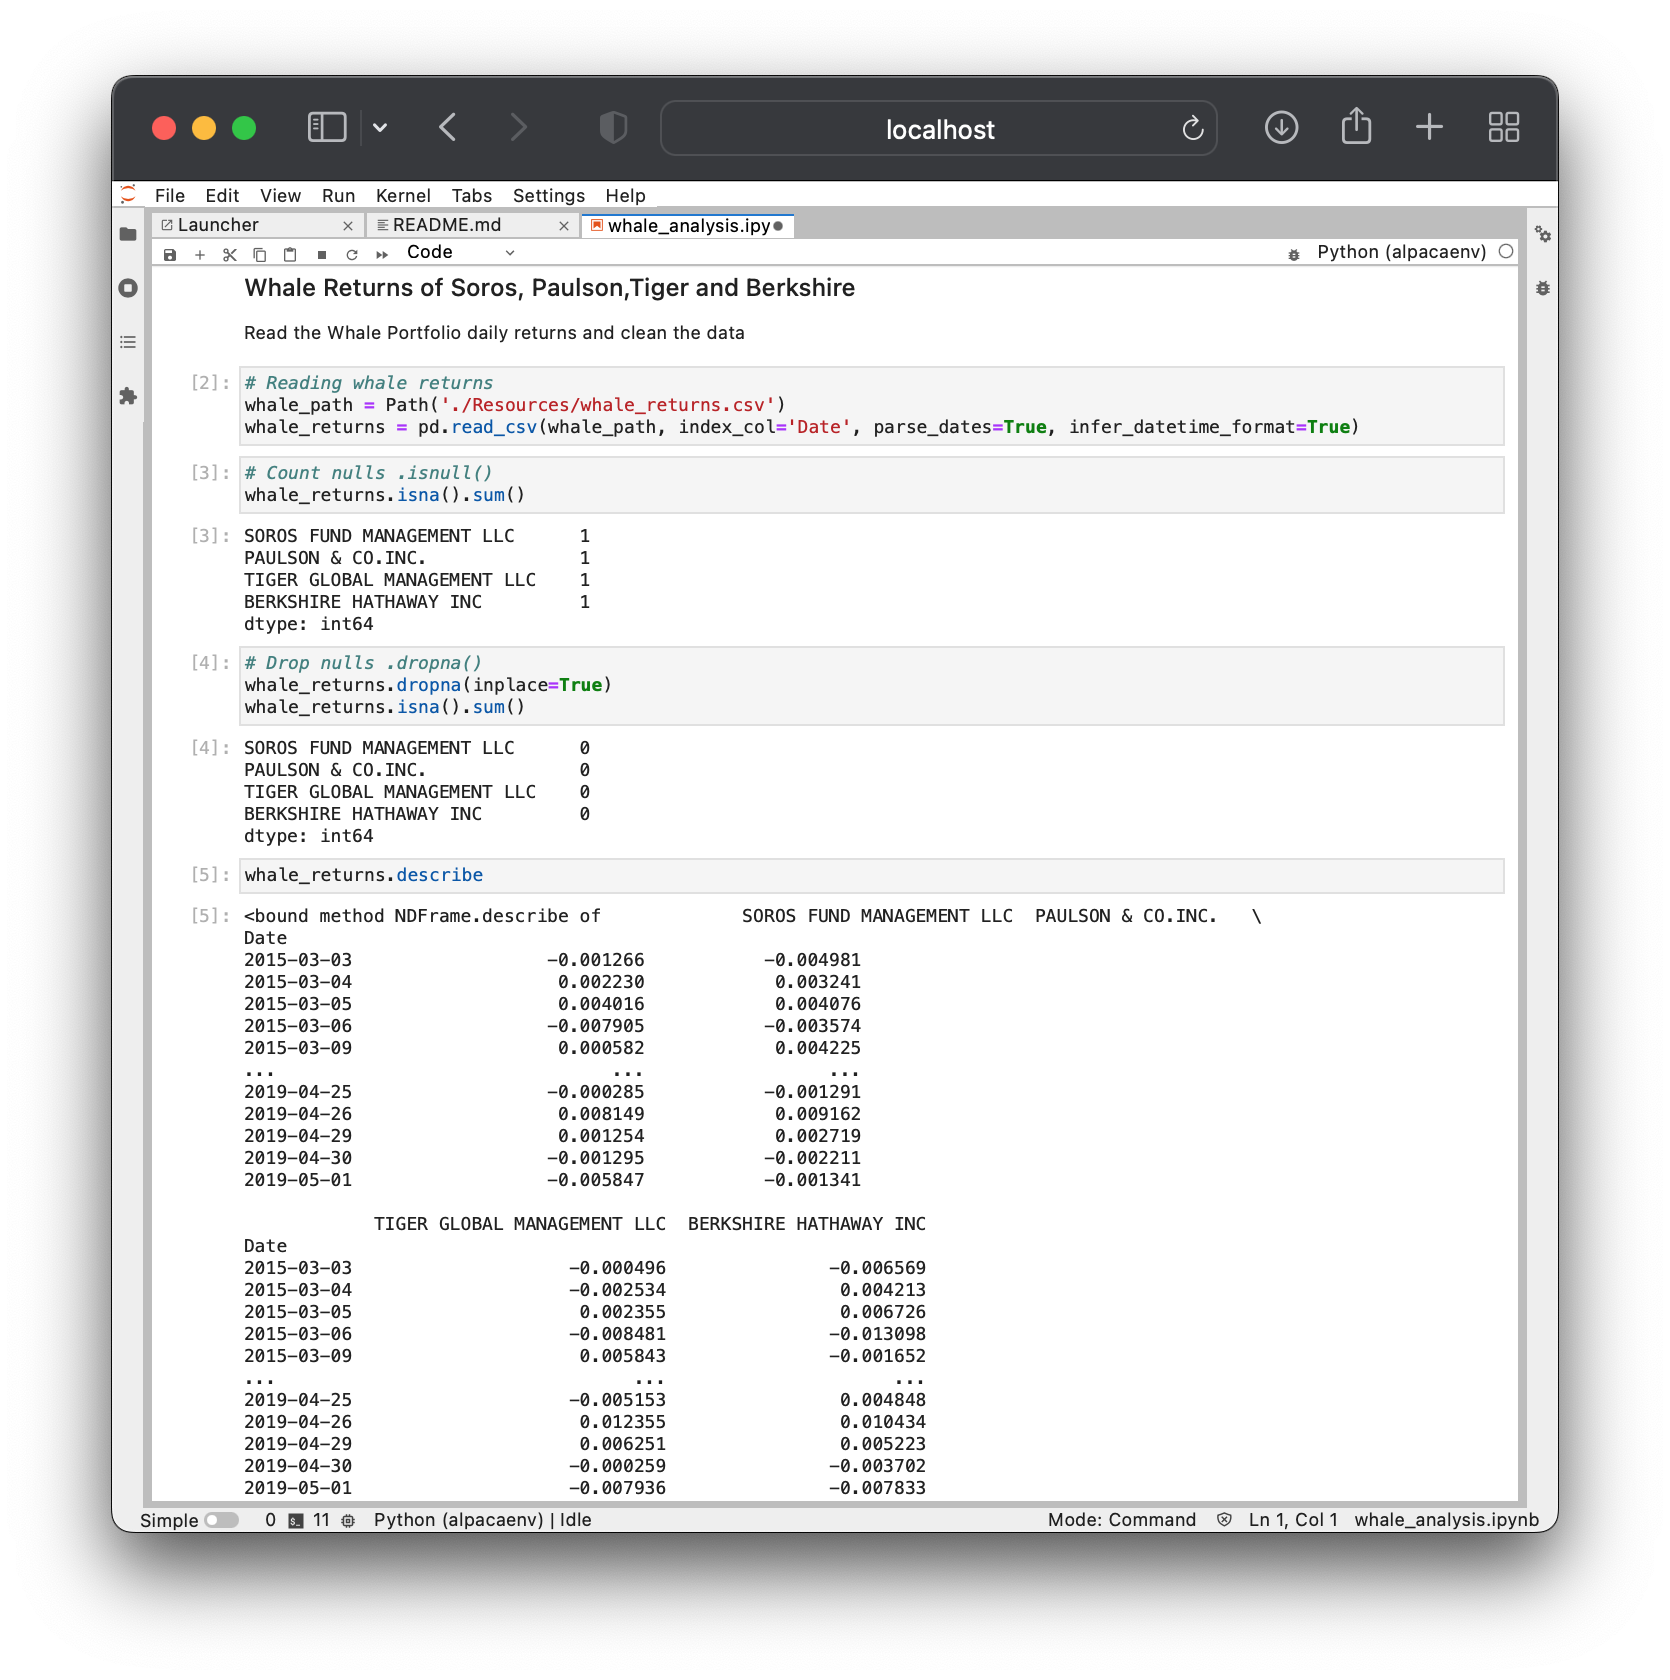 localhost
File Edit View Run Kernel Tabs Settings Help
Launcher README.md whale_analysis.ipy
Code Python (alpacaenv)
Whale Returns of Soros, Paulson,Tiger and Berkshire
Read the Whale Portfolio daily returns and clean the data
[2]: # Reading whale returns
whale_path = Path('./Resources/whale_returns.csv')
whale_returns = pd.read_csv(whale_path, index_col='Date', parse_dates=True, infer_datetime_format=True)
[3]: # Count nulls .isnull()
whale_returns.isna().sum()
[3]: SOROS FUND MANAGEMENT LLC 1
PAULSON & CO.INC. 1
TIGER GLOBAL MANAGEMENT LLC 1
BERKSHIRE HATHAWAY INC 1
dtype: int64
[4]: # Drop nulls .dropna()
whale_returns.dropna(inplace=True)
whale_returns.isna().sum()
[4]: SOROS FUND MANAGEMENT LLC 0
PAULSON & CO.INC. 0
TIGER GLOBAL MANAGEMENT LLC 0
BERKSHIRE HATHAWAY INC 0
dtype: int64
[5]: whale_returns.describe
[5]: <bound method NDFrame.describe of SOROS FUND MANAGEMENT LLC PAULSON & CO.INC. \
Date
2015-03-03 -0.001266 -0.004981
2015-03-04 0.002230 0.003241
2015-03-05 0.004016 0.004076
2015-03-06 -0.007905 -0.003574
2015-03-09 0.000582 0.004225
... ... ...
2019-04-25 -0.000285 -0.001291
2019-04-26 0.008149 0.009162
2019-04-29 0.001254 0.002719
2019-04-30 -0.001295 -0.002211
2019-05-01 -0.005847 -0.001341
TIGER GLOBAL MANAGEMENT LLC BERKSHIRE HATHAWAY INC
Date
2015-03-03 -0.000496 -0.006569
2015-03-04 -0.002534 0.004213
2015-03-05 0.002355 0.006726
2015-03-06 -0.008481 -0.013098
2015-03-09 0.005843 -0.001652
... ... ...
2019-04-25 -0.005153 0.004848
2019-04-26 0.012355 0.010434
2019-04-29 0.006251 0.005223
2019-04-30 -0.000259 -0.003702
2019-05-01 -0.007936 -0.007833
Simple 0 11 Python (alpacaenv) | Idle Mode: Command Ln 1, Col 1 whale_analysis.ipynb